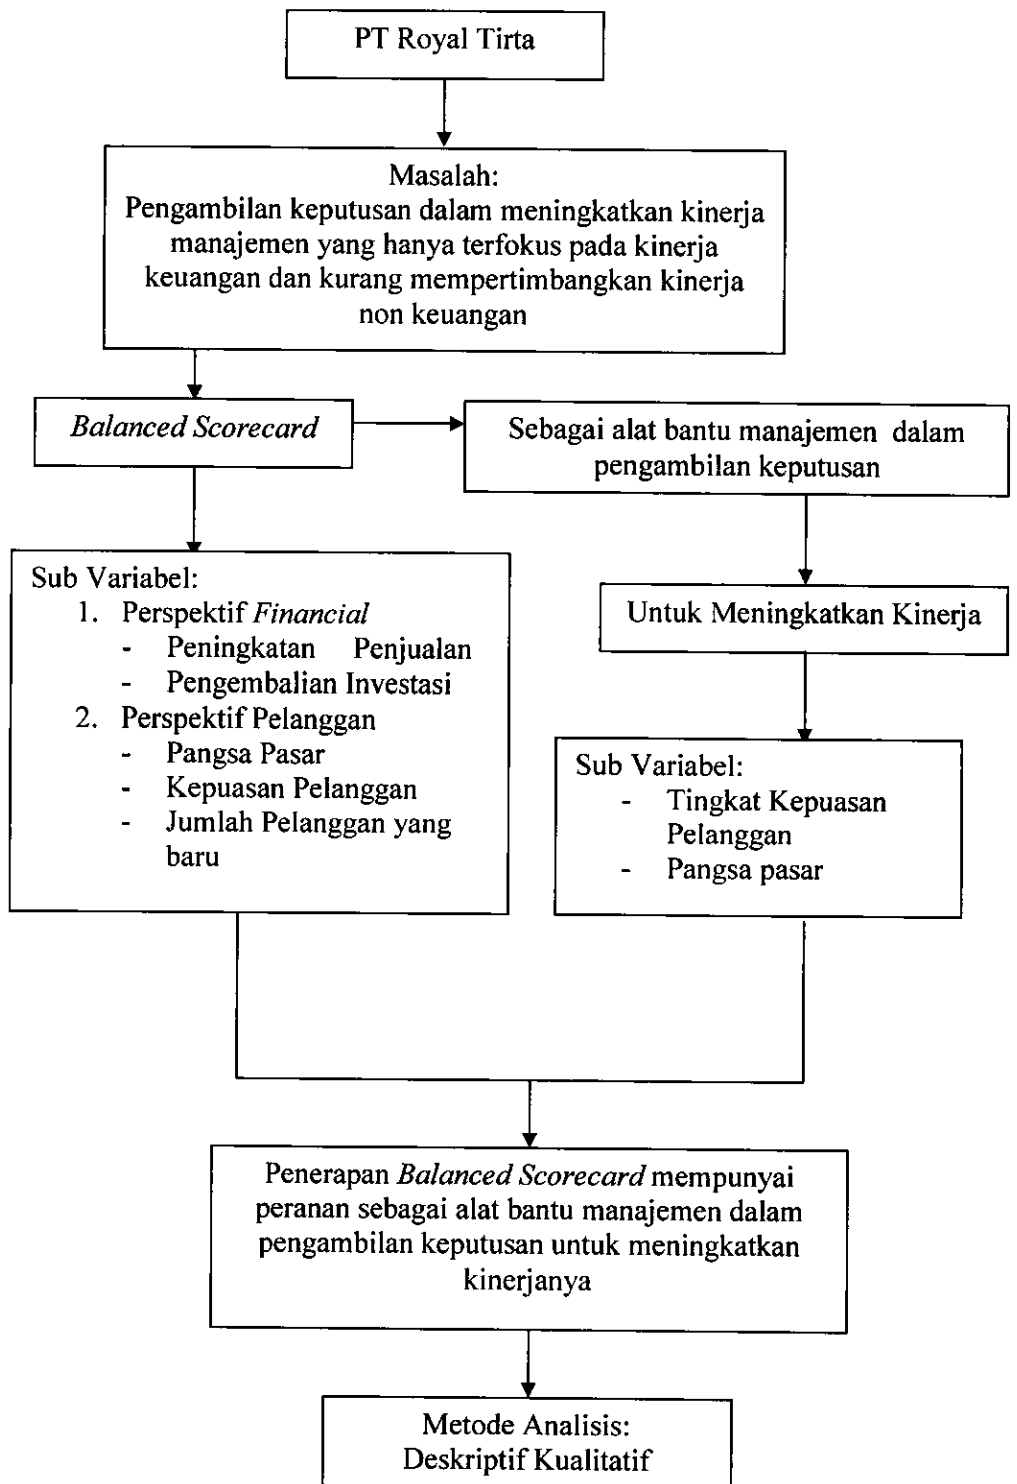 PT Royal Tirta
Masalah:
Pengambilan keputusan dalam meningkatkan kinerja
manajemen yang hanya terfokus pada kinerja
keuangan dan kurang mempertimbangkan kinerja
non keuangan
Balanced Scorecard
Sebagai alat bantu manajemen dalam
pengambilan keputusan
Sub Variabel:
1. Perspektif Financial
- Peningkatan Penjualan
- Pengembalian Investasi
2. Perspektif Pelanggan
- Pangsa Pasar
- Kepuasan Pelanggan
- Jumlah Pelanggan yang
baru
Untuk Meningkatkan Kinerja
Sub Variabel:
- Tingkat Kepuasan
Pelanggan
- Pangsa pasar
Penerapan Balanced Scorecard mempunyai
peranan sebagai alat bantu manajemen dalam
pengambilan keputusan untuk meningkatkan
kinerjanya
Metode Analisis:
Deskriptif Kualitatif